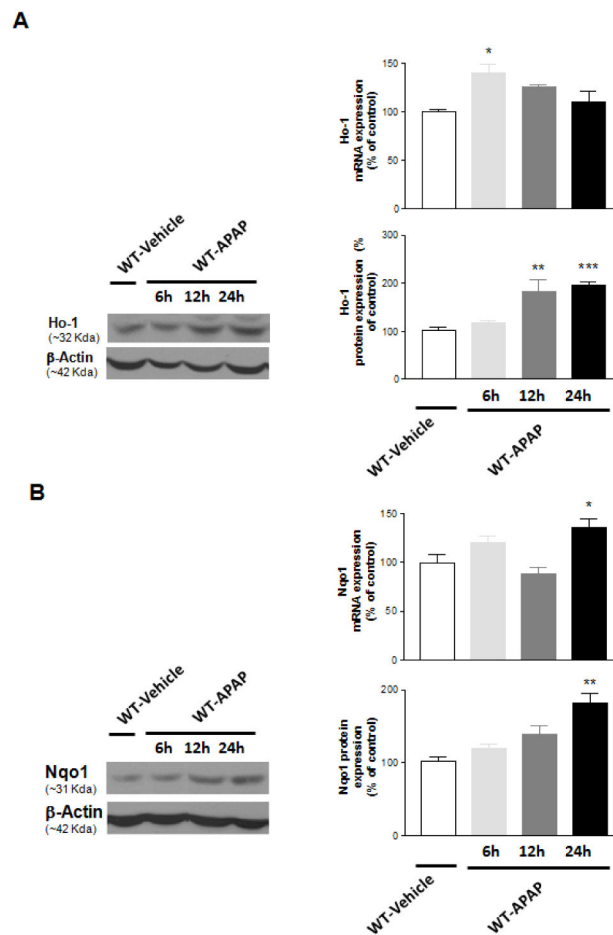 A
150
100
50
0
Ho-1
mRNA expression
(% of control)
*
WT-Vehicle
WT-APAP
6h 12h 24h
Ho-1
(~32 Kda)
β-Actin
(~42 Kda)
300
200
100
0
Ho-1
protein expression (%
of control)
** ***
6h 12h 24h
WT-Vehicle
WT-APAP
B
150
100
50
0
Nqo1
mRNA expression
(% of control)
*
WT-Vehicle
WT-APAP
6h 12h 24h
Nqo1
(~31 Kda)
β-Actin
(~42 Kda)
200
100
0
Nqo1 protein
expression
(% of control)
**
6h 12h 24h
WT-Vehicle
WT-APAP